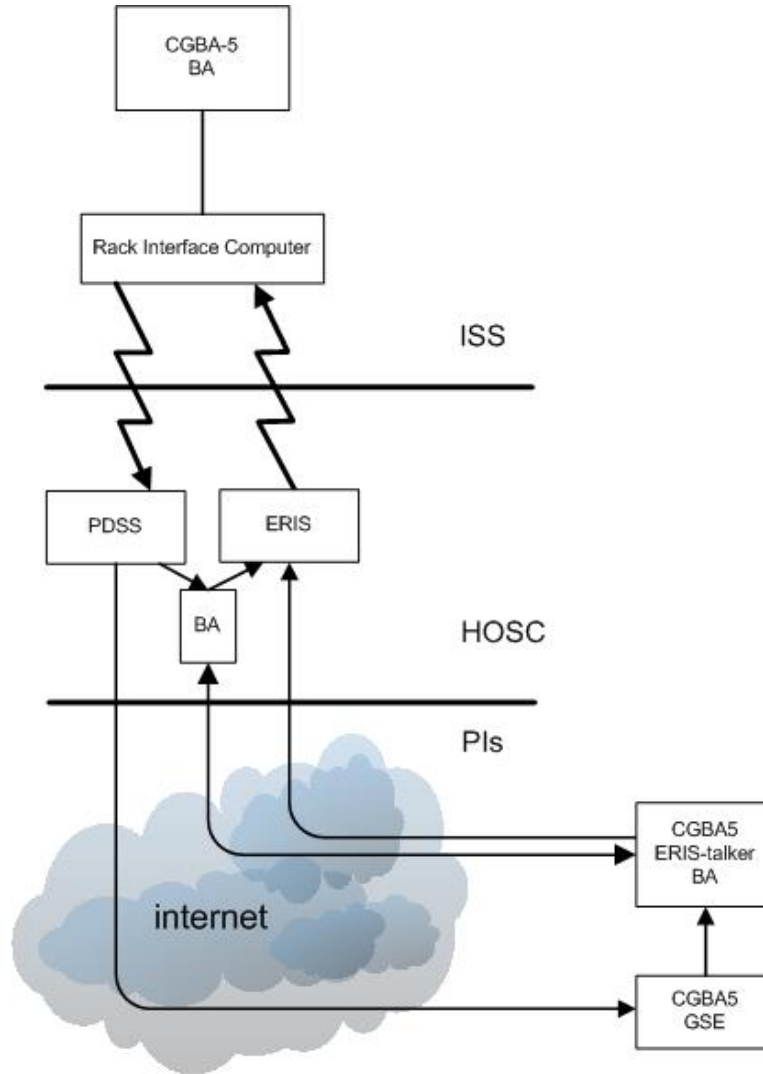 CGBA-5
BA
Rack Interface Computer
ISS
PDSS
ERIS
BA
HOSC
PIs
CGBA5
ERIS-talker
BA
internet
CGBA5
GSE